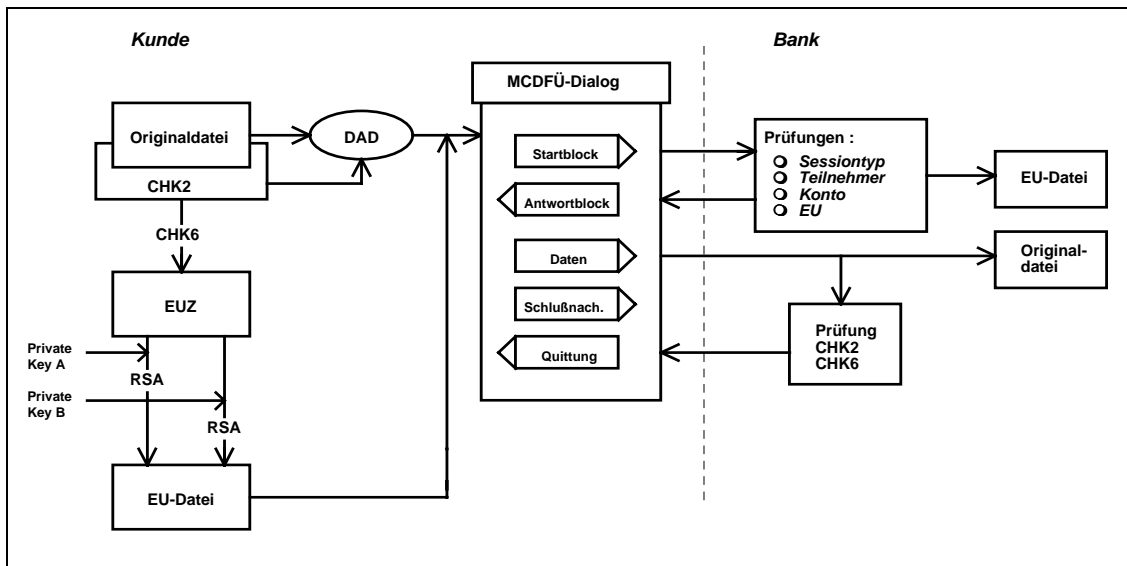 Kunde
Bank
MCDFÜ-Dialog
Originaldatei
DAD
CHK2
CHK6
EUZ
Private
Key A
RSA
Private
Key B
RSA
EU-Datei
Startblock
Antwortblock
Daten
Schlußnach.
Quittung
Prüfungen :
Sessiontyp
Teilnehmer
Konto
EU
EU-Datei
Original-
datei
Prüfung
CHK2
CHK6